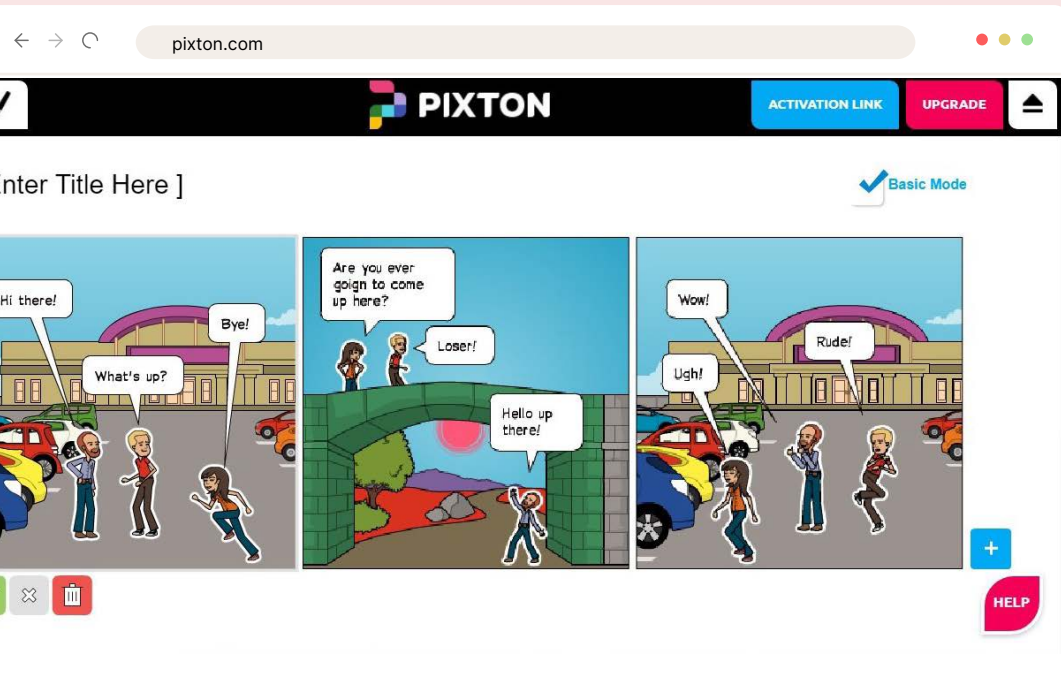 pixton.com
PIXTON
ACTIVATION LINK
UPGRADE
nter Title Here ]
Basic Mode
Hi there!
What's up?
Bye!
Are you ever
goign to come
up here?
Loser!
Hello up
there!
Wow!
Rude!
Ugh!
+
HELP